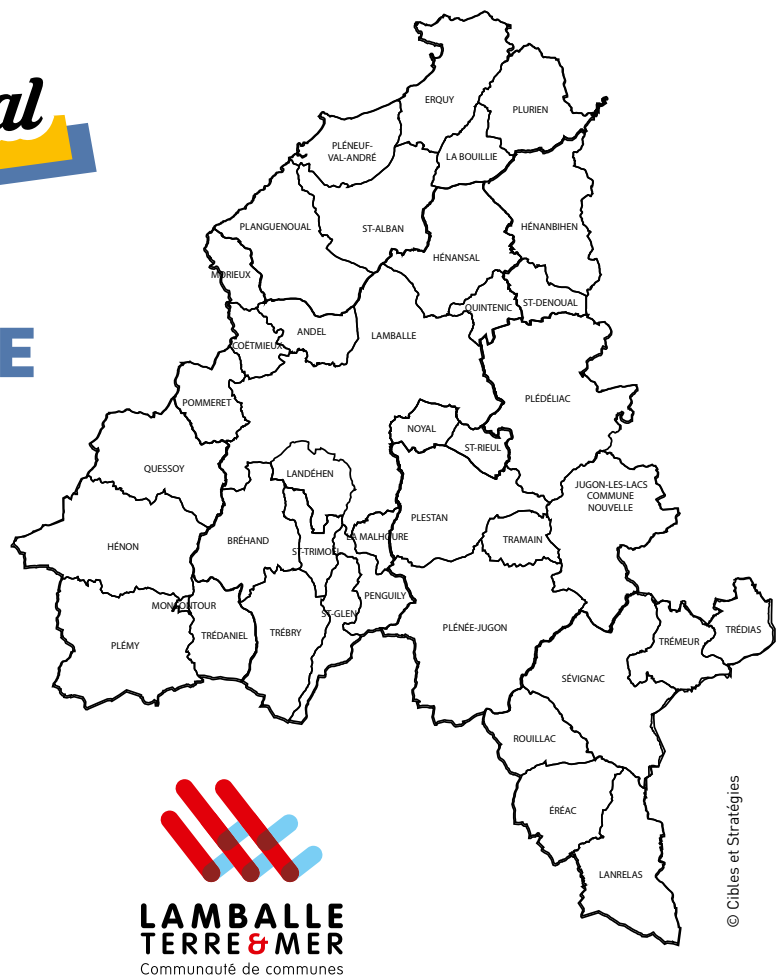 al
E
ERQUY
PLURIEN
PLÉNEUF-
VAL-ANDRÉ
LA BOUILLIE
PLANGUENOUAL
ST-ALBAN
HÉNANBIHEN
HÉNANSAL
MORIEUX
QUINTENIC
ST-DENOUAL
ANDEL
LAMBALLE
COËTMIEUX
PLÉDÉLIAC
POMMERET
NOYAL
ST-RIEUL
QUESSOY
LANDÉHEN
JUGON-LES-LACS
COMMUNE
NOUVELLE
PLESTAN
BRÉHAND
LA MALHOURE
TRAMAIN
HÉNON
ST-TRIMOËL
PENGUILY
MONCONTOUR
ST-GLEN
PLÉNÉE-JUGON
TRÉDIAS
TRÉDANIEL
TRÉBRY
TRÉMEUR
PLÉMY
SÉVIGNAC
ROUILLAC
ÉRÉAC
LANRELAS
© Cibles et Stratégies
LAMBALLE
TERRE&MER
Communauté de communes